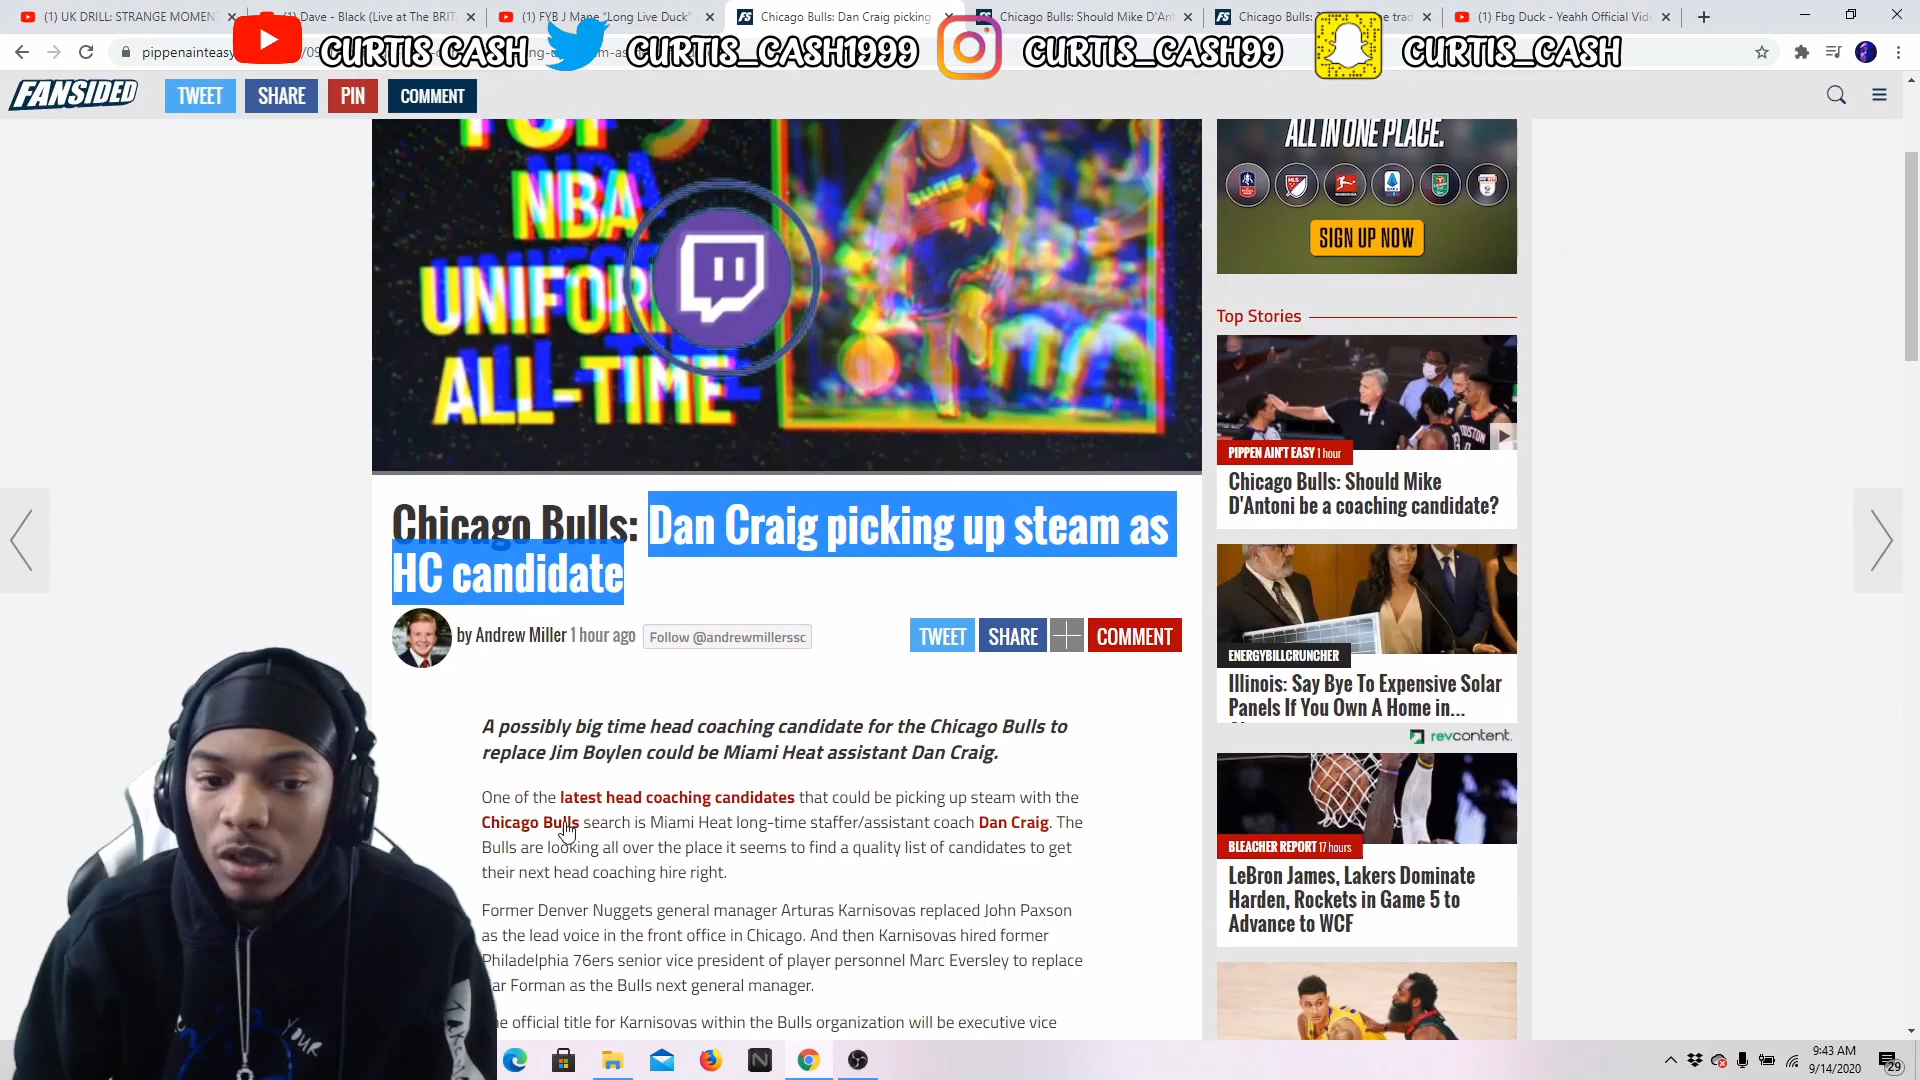 (1) UK DRILL: STRANGE MOMENT
(1) Dave - Black (Live at The BRIT
(1) FYB J Mane "Long Live Duck"
Chicago Bulls: Dan Craig picking
Chicago Bulls: Should Mike D'An
Chicago Bulls:
e trad
(1) Fbg Duck - Yeahh Official Vid
pippenainteasy
/09
CURTIS CASH
CURTIS_CASH1999
CURTIS_CASH99
CURTIS_CASH
FANSIDED
TWEET
SHARE
PIN
COMMENT
NBA
UNIFOR
ALL-TIME
ALL IN ONE PLACE.
SIGN UP NOW
Top Stories
PIPPEN AIN'T EASY 1 hour
Chicago Bulls: Should Mike
D'Antoni be a coaching candidate?
ENERGYBILLCRUNCHER
Illinois: Say Bye To Expensive Solar
Panels If You Own A Home in...
revcontent
BLEACHER REPORT 17 hours
LeBron James, Lakers Dominate
Harden, Rockets in Game 5 to
Advance to WCF
Chicago Bulls: Dan Craig picking up steam as
HC candidate
by Andrew Miller 1 hour ago
Follow @andrewmillerssc
TWEET
SHARE
COMMENT
A possibly big time head coaching candidate for the Chicago Bulls to
replace Jim Boylen could be Miami Heat assistant Dan Craig.
One of the latest head coaching candidates that could be picking up steam with the
Chicago Bulls search is Miami Heat long-time staffer/assistant coach Dan Craig. The
Bulls are looking all over the place it seems to find a quality list of candidates to get
their next head coaching hire right.
Former Denver Nuggets general manager Arturas Karnisovas replaced John Paxson
as the lead voice in the front office in Chicago. And then Karnisovas hired former
Philadelphia 76ers senior vice president of player personnel Marc Eversley to replace
ar Forman as the Bulls next general manager.
e official title for Karnisovas within the Bulls organization will be executive vice
YOUR
9:43 AM
9/14/2020
29